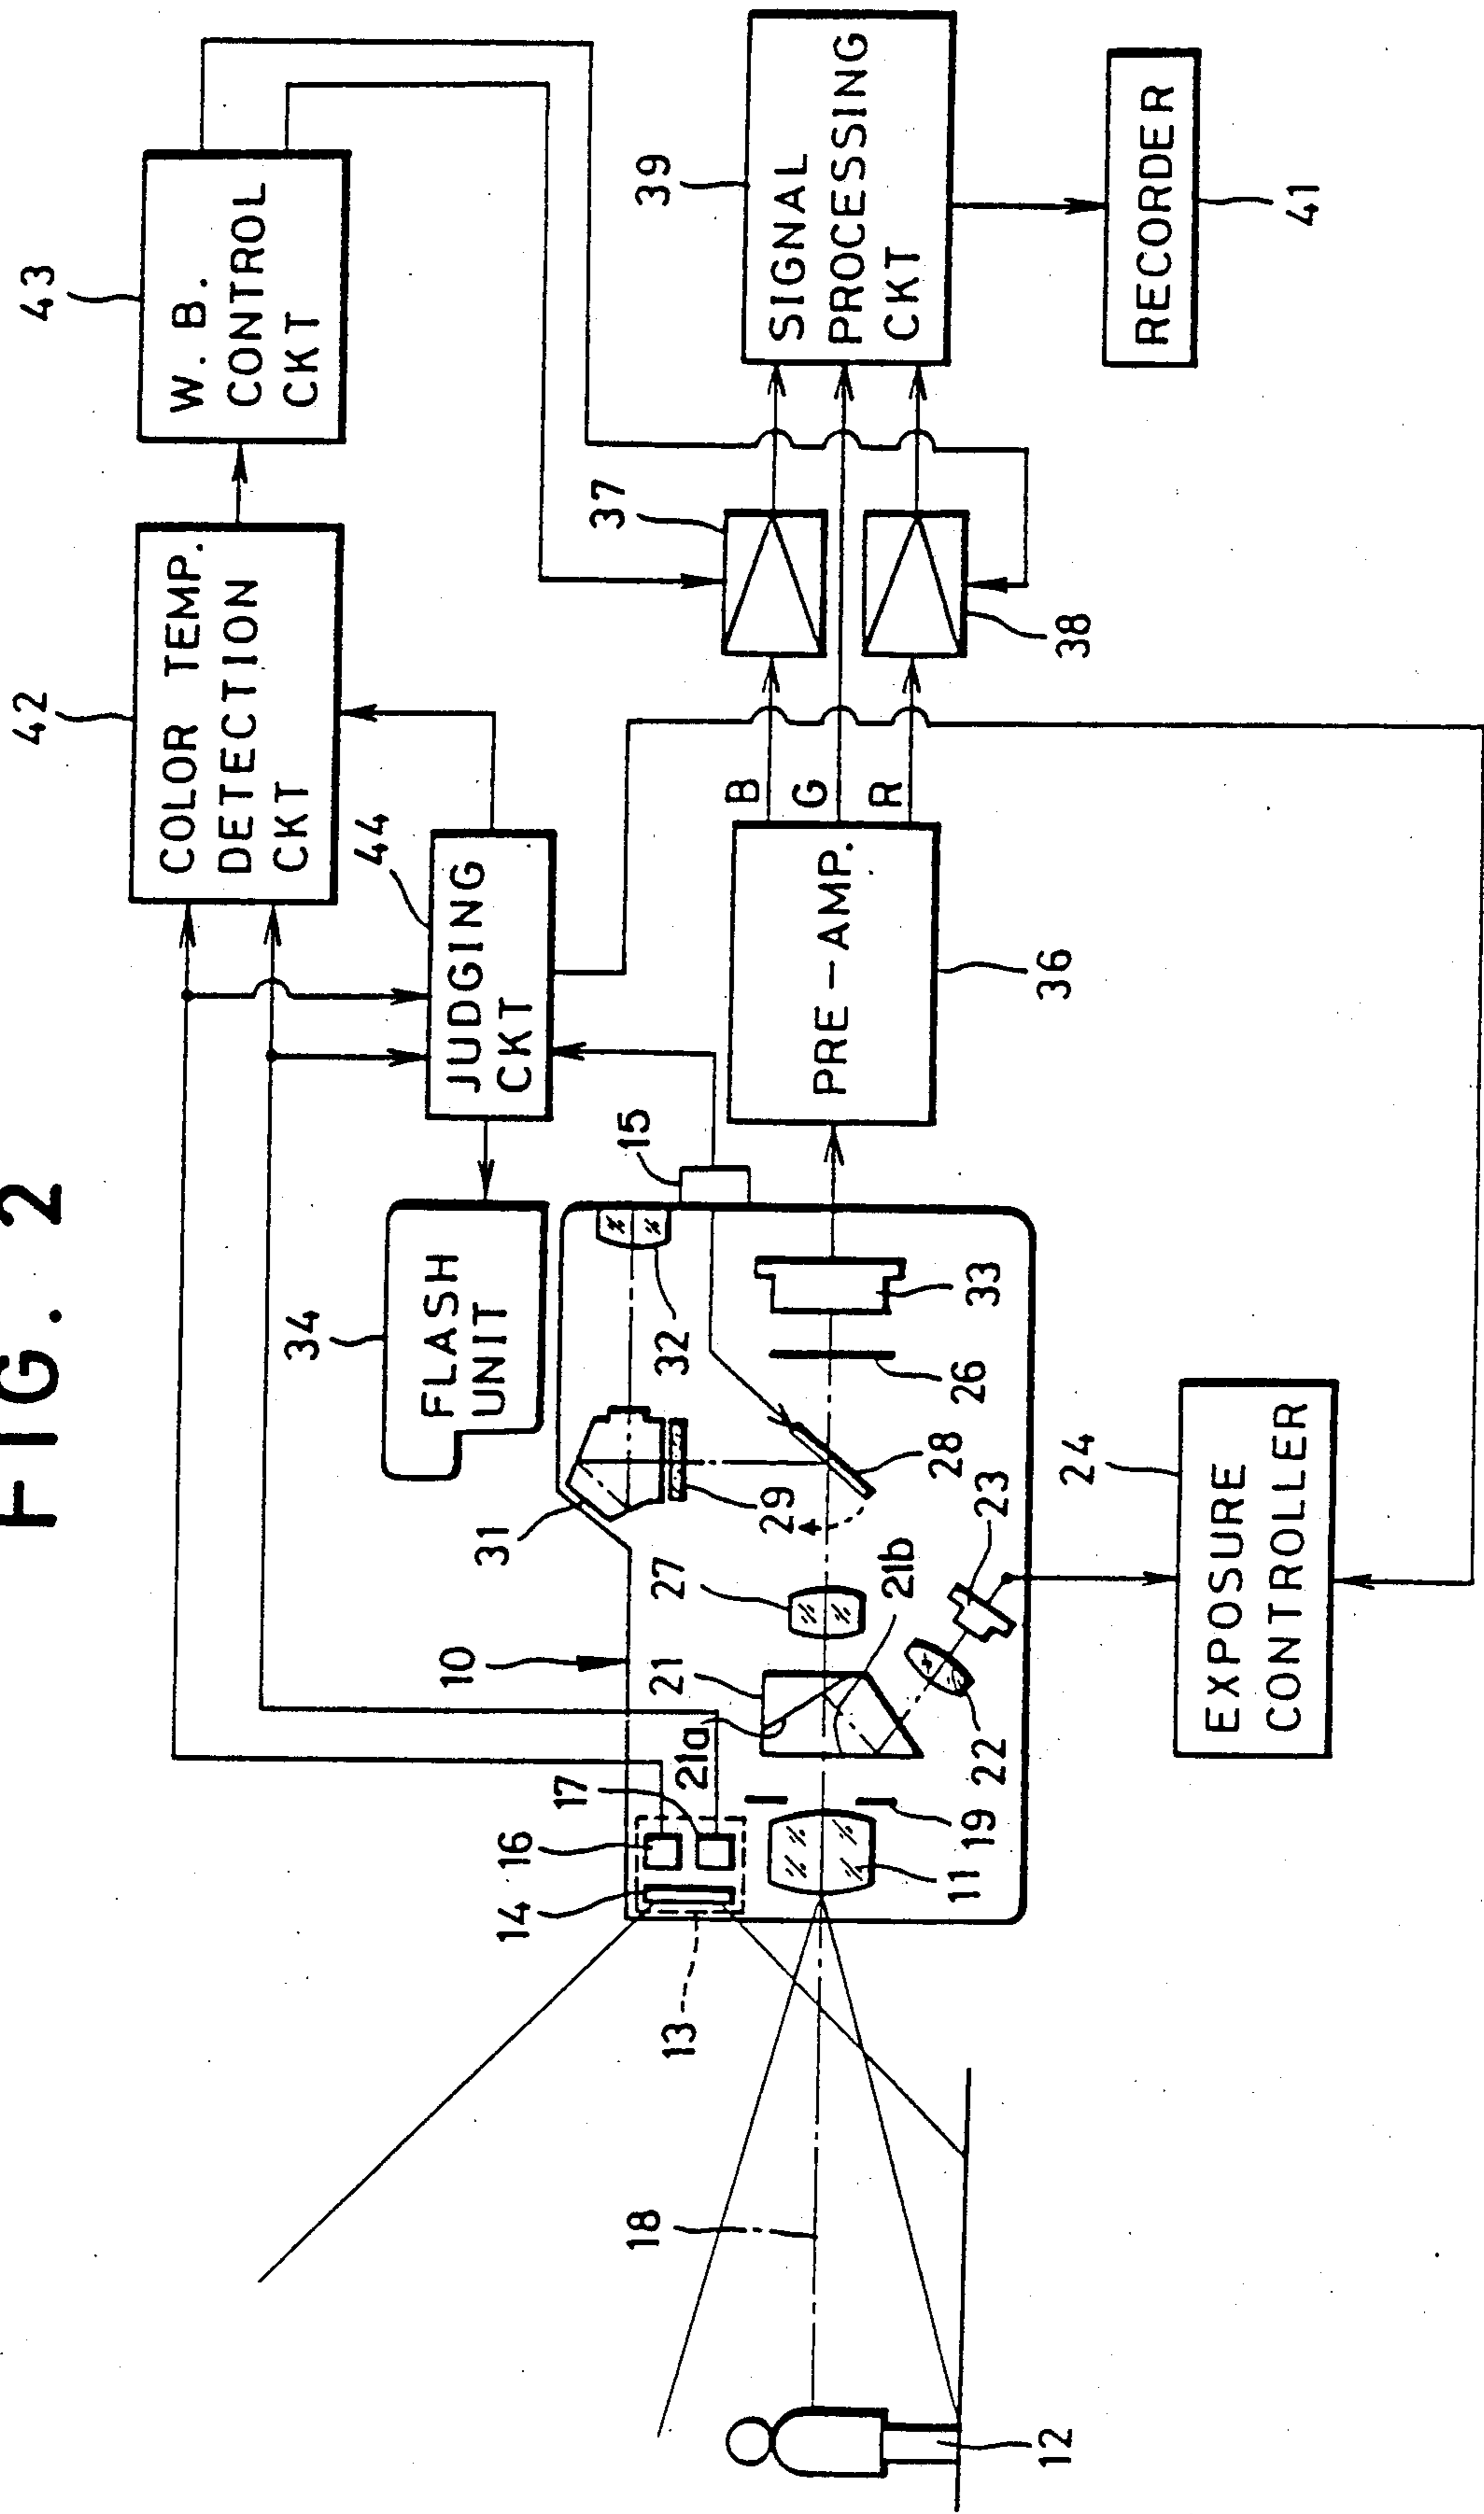 FIG. 2
42
COLOR TEMP.
DETECTION
CKT
43
W. B.
CONTROL
CKT
44
JUDGING
CKT
34
FLASH
UNIT
15
37
39
SIGNAL
PROCESSING
CKT
B
G
R
PRE-AMP.
36
38
RECORDER
41
10
31
32
29
27
21
21a
21b
17
16
14
13
18
12
11
19
22
23
28
26
33
24
EXPOSURE
CONTROLLER